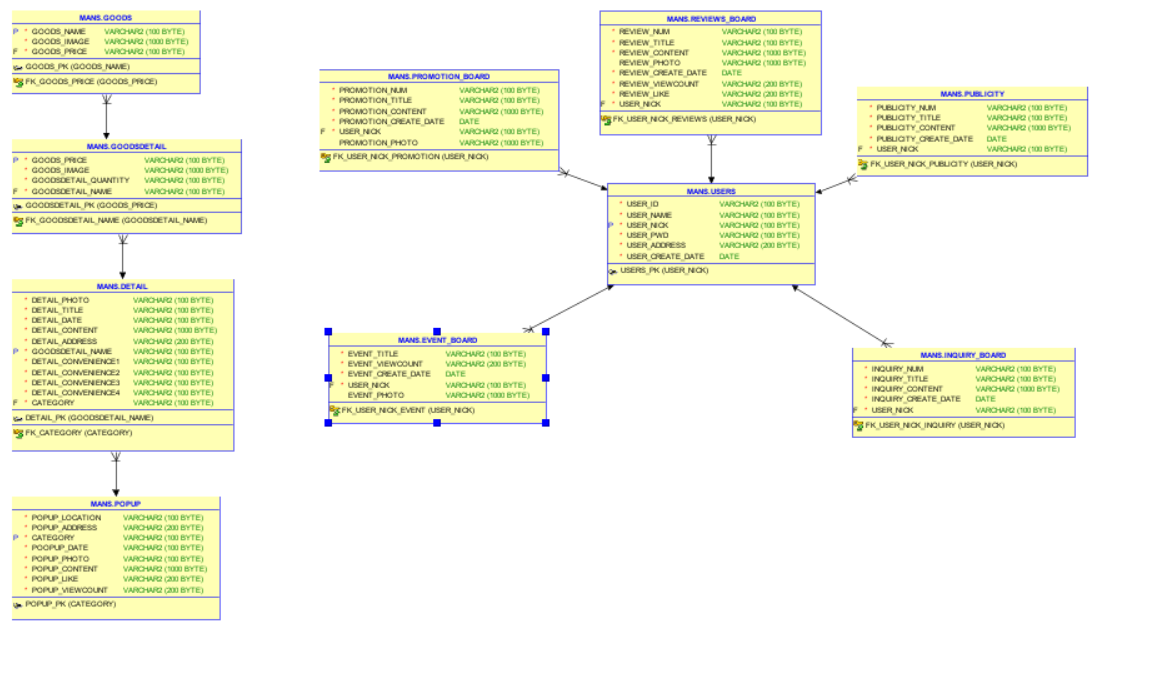 MANS.GOODS
P * GOODS_NAME VARCHAR2 (100 BYTE)
* GOODS_IMAGE VARCHAR2 (1000 BYTE)
F * GOODS_PRICE VARCHAR2 (100 BYTE)
GOODS_PK (GOODS_NAME)
FK_GOODS_PRICE (GOODS_PRICE)
MANS.GOODSDETAIL
P * GOODS_PRICE VARCHAR2 (100 BYTE)
* GOODS_IMAGE VARCHAR2 (1000 BYTE)
* GOODSDETAIL_QUANTITY VARCHAR2 (100 BYTE)
F * GOODSDETAIL_NAME VARCHAR2 (100 BYTE)
GOODSDETAIL_PK (GOODS_PRICE)
FK_GOODSDETAIL_NAME (GOODSDETAIL_NAME)
MANS.DETAIL
* DETAIL_PHOTO VARCHAR2 (100 BYTE)
* DETAIL_TITLE VARCHAR2 (100 BYTE)
* DETAIL_DATE VARCHAR2 (100 BYTE)
* DETAIL_CONTENT VARCHAR2 (1000 BYTE)
* DETAIL_ADDRESS VARCHAR2 (200 BYTE)
P * GOODSDETAIL_NAME VARCHAR2 (100 BYTE)
* DETAIL_CONVENIENCE1 VARCHAR2 (100 BYTE)
* DETAIL_CONVENIENCE2 VARCHAR2 (100 BYTE)
* DETAIL_CONVENIENCE3 VARCHAR2 (100 BYTE)
* DETAIL_CONVENIENCE4 VARCHAR2 (100 BYTE)
F * CATEGORY VARCHAR2 (100 BYTE)
DETAIL_PK (GOODSDETAIL_NAME)
FK_CATEGORY (CATEGORY)
MANS.POPUP
* POPUP_LOCATION VARCHAR2 (100 BYTE)
* POPUP_ADDRESS VARCHAR2 (200 BYTE)
P * CATEGORY VARCHAR2 (100 BYTE)
* POOPUP_DATE VARCHAR2 (100 BYTE)
* POPUP_PHOTO VARCHAR2 (100 BYTE)
* POPUP_CONTENT VARCHAR2 (1000 BYTE)
* POPUP_LIKE VARCHAR2 (200 BYTE)
* POPUP_VIEWCOUNT VARCHAR2 (200 BYTE)
POPUP_PK (CATEGORY)
MANS.PROMOTION_BOARD
* PROMOTION_NUM VARCHAR2 (100 BYTE)
* PROMOTION_TITLE VARCHAR2 (100 BYTE)
* PROMOTION_CONTENT VARCHAR2 (1000 BYTE)
* PROMOTION_CREATE_DATE DATE
F * USER_NICK VARCHAR2 (100 BYTE)
PROMOTION_PHOTO VARCHAR2 (1000 BYTE)
FK_USER_NICK_PROMOTION (USER_NICK)
MANS.REVIEWS_BOARD
* REVIEW_NUM VARCHAR2 (100 BYTE)
* REVIEW_TITLE VARCHAR2 (100 BYTE)
* REVIEW_CONTENT VARCHAR2 (1000 BYTE)
REVIEW_PHOTO VARCHAR2 (1000 BYTE)
* REVIEW_CREATE_DATE DATE
* REVIEW_VIEWCOUNT VARCHAR2 (200 BYTE)
* REVIEW_LIKE VARCHAR2 (200 BYTE)
F * USER_NICK VARCHAR2 (100 BYTE)
FK_USER_NICK_REVIEWS (USER_NICK)
MANS.PUBLICITY
* PUBLICITY_NUM VARCHAR2 (100 BYTE)
* PUBLICITY_TITLE VARCHAR2 (100 BYTE)
* PUBLICITY_CONTENT VARCHAR2 (1000 BYTE)
* PUBLICITY_CREATE_DATE DATE
F * USER_NICK VARCHAR2 (100 BYTE)
FK_USER_NICK_PUBLICITY (USER_NICK)
MANS.USERS
* USER_ID VARCHAR2 (100 BYTE)
* USER_NAME VARCHAR2 (100 BYTE)
P * USER_NICK VARCHAR2 (100 BYTE)
* USER_PWD VARCHAR2 (100 BYTE)
* USER_ADDRESS VARCHAR2 (200 BYTE)
* USER_CREATE_DATE DATE
USERS_PK (USER_NICK)
MANS.EVENT_BOARD
* EVENT_TITLE VARCHAR2 (100 BYTE)
* EVENT_VIEWCOUNT VARCHAR2 (200 BYTE)
* EVENT_CREATE_DATE DATE
F * USER_NICK VARCHAR2 (100 BYTE)
EVENT_PHOTO VARCHAR2 (1000 BYTE)
FK_USER_NICK_EVENT (USER_NICK)
MANS.INQUIRY_BOARD
* INQUIRY_NUM VARCHAR2 (100 BYTE)
* INQUIRY_TITLE VARCHAR2 (100 BYTE)
* INQUIRY_CONTENT VARCHAR2 (1000 BYTE)
* INQUIRY_CREATE_DATE DATE
F * USER_NICK VARCHAR2 (100 BYTE)
FK_USER_NICK_INQUIRY (USER_NICK)